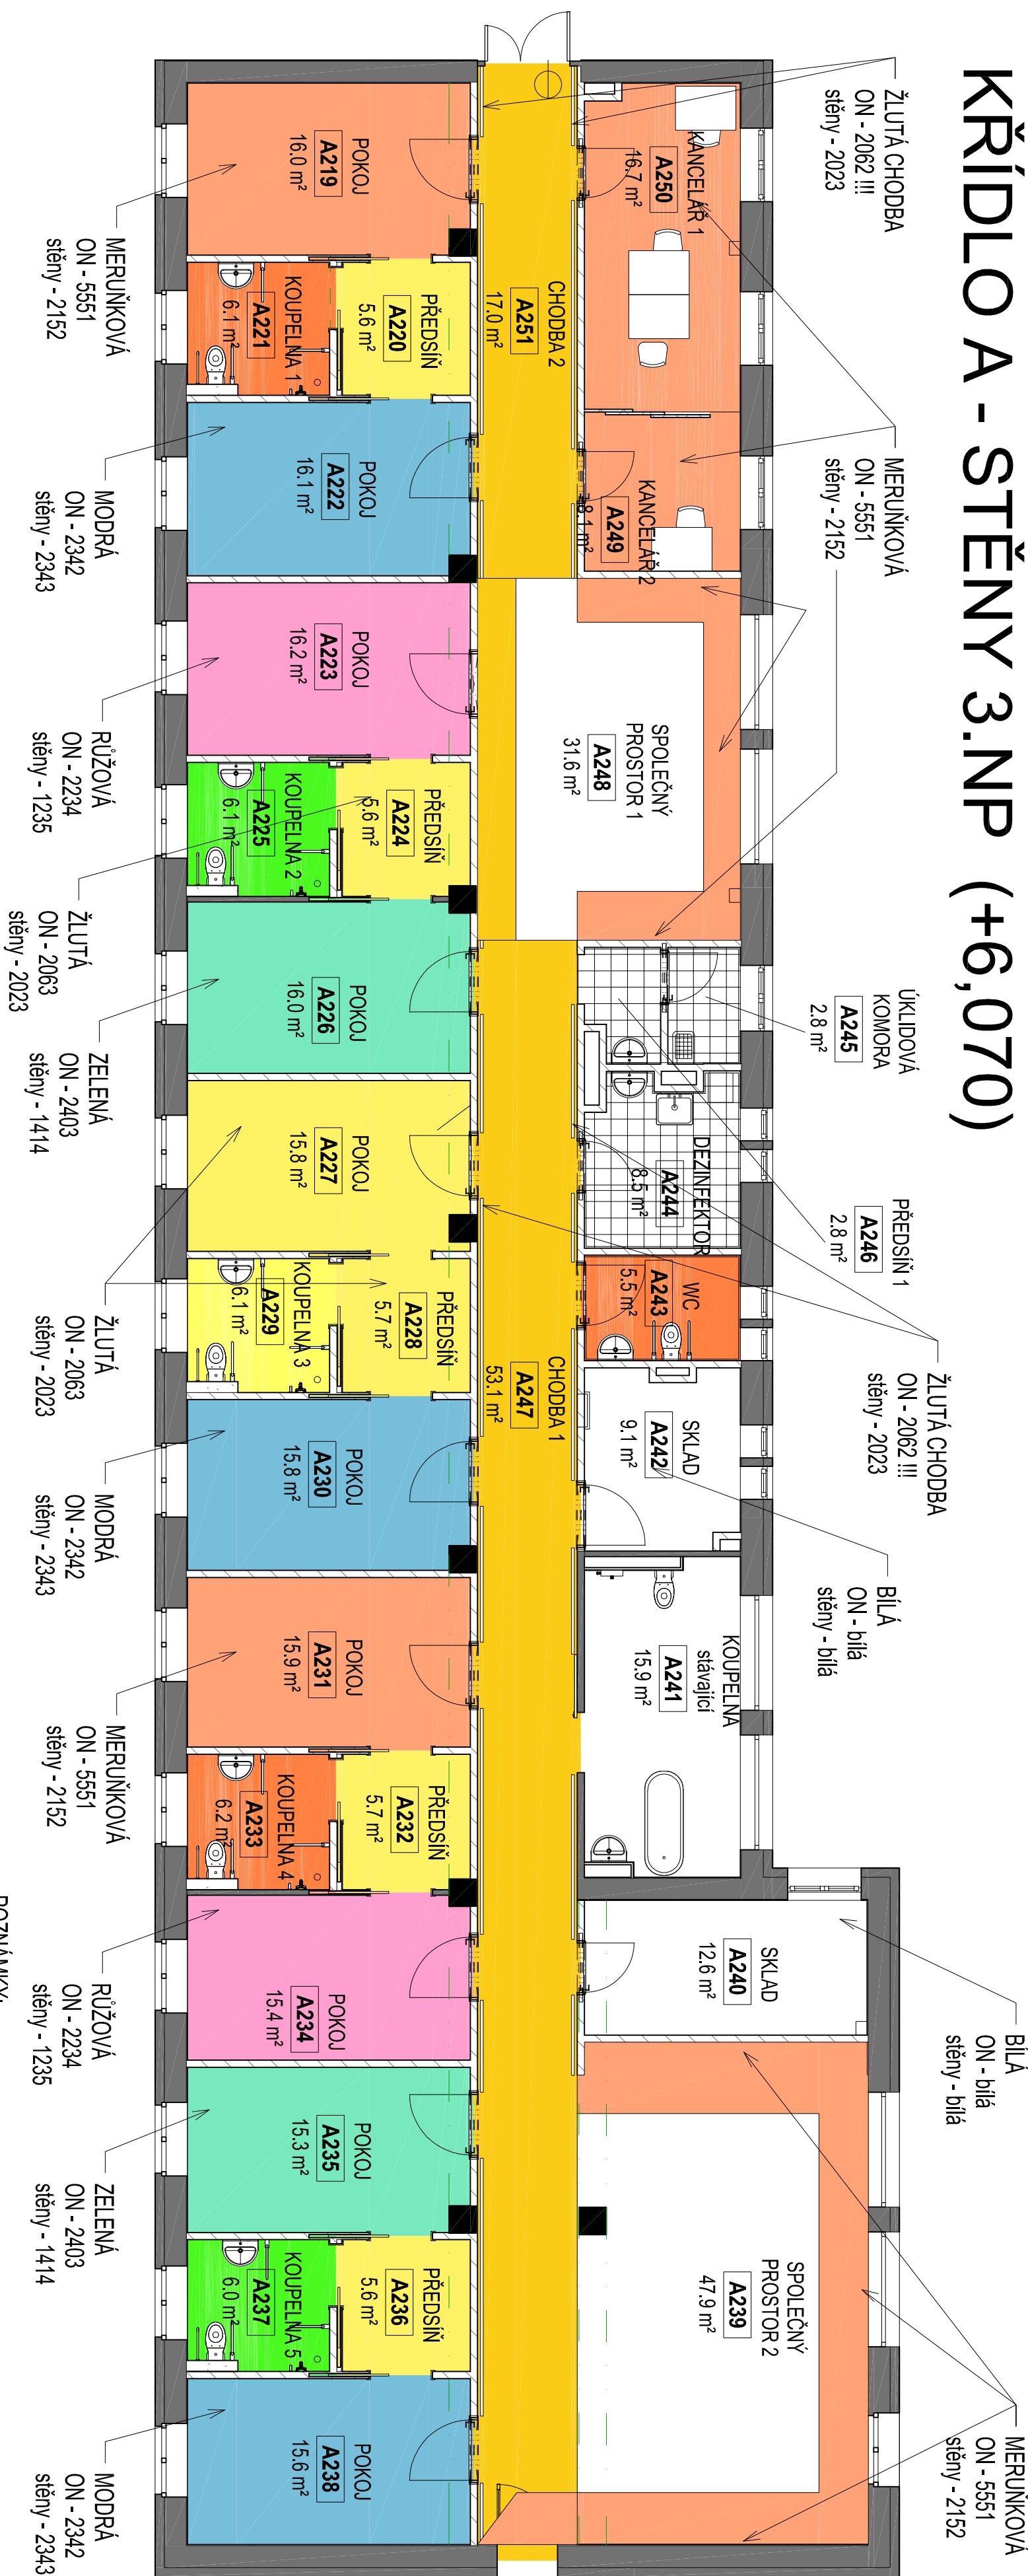 KŘÍDLO A - STĚNY 3.NP (+6,070)
ŽLUTÁ CHODBA
ON - 2062 !!!
stěny - 2023
MERUŇKOVÁ
ON - 5551
stěny - 2152
ÚKLIDOVÁ
KOMORA
A245
2.8 m²
PŘEDSÍŇ 1
A246
2.8 m²
ŽLUTÁ CHODBA
ON - 2062 !!!
stěny - 2023
BÍLÁ
ON - bílá
stěny - bílá
BÍLÁ
ON - bílá
stěny - bílá
MERUŇKOVÁ
ON - 5551
stěny - 2152
KANCELÁŘ 1
A250
16.7 m²
KANCELÁŘ 2
A249
8.1 m²
SPOLEČNÝ
PROSTOR 1
A248
31.6 m²
DEZINFEKTOR
A244
8.5 m²
WC
A243
5.5 m²
SKLAD
A242
9.1 m²
KOUPELNA
stávající
A241
15.9 m²
SKLAD
A240
12.6 m²
SPOLEČNÝ
PROSTOR 2
A239
47.9 m²
CHODBA 2
A251
17.0 m²
CHODBA 1
A247
53.1 m²
POKOJ
A219
16.0 m²
PŘEDSÍŇ
A220
5.6 m²
KOUPELNA 1
A221
6.1 m²
POKOJ
A222
16.1 m²
POKOJ
A223
16.2 m²
PŘEDSÍŇ
A224
5.6 m²
KOUPELNA 2
A225
6.1 m²
POKOJ
A226
16.0 m²
POKOJ
A227
15.8 m²
PŘEDSÍŇ
A228
5.7 m²
KOUPELNA 3
A229
6.1 m²
POKOJ
A230
15.8 m²
POKOJ
A231
15.9 m²
PŘEDSÍŇ
A232
5.7 m²
KOUPELNA 4
A233
6.2 m²
POKOJ
A234
15.4 m²
POKOJ
A235
15.3 m²
PŘEDSÍŇ
A236
5.6 m²
KOUPELNA 5
A237
6.0 m²
POKOJ
A238
15.6 m²
MERUŇKOVÁ
ON - 5551
stěny - 2152
MODRÁ
ON - 2342
stěny - 2343
RŮŽOVÁ
ON - 2234
stěny - 1235
ŽLUTÁ
ON - 2063
stěny - 2023
ZELENÁ
ON - 2403
stěny - 1414
ŽLUTÁ
ON - 2063
stěny - 2023
MODRÁ
ON - 2342
stěny - 2343
MERUŇKOVÁ
ON - 5551
stěny - 2152
RŮŽOVÁ
ON - 2234
stěny - 1235
ZELENÁ
ON - 2403
stěny - 1414
MODRÁ
ON - 2342
stěny - 2343